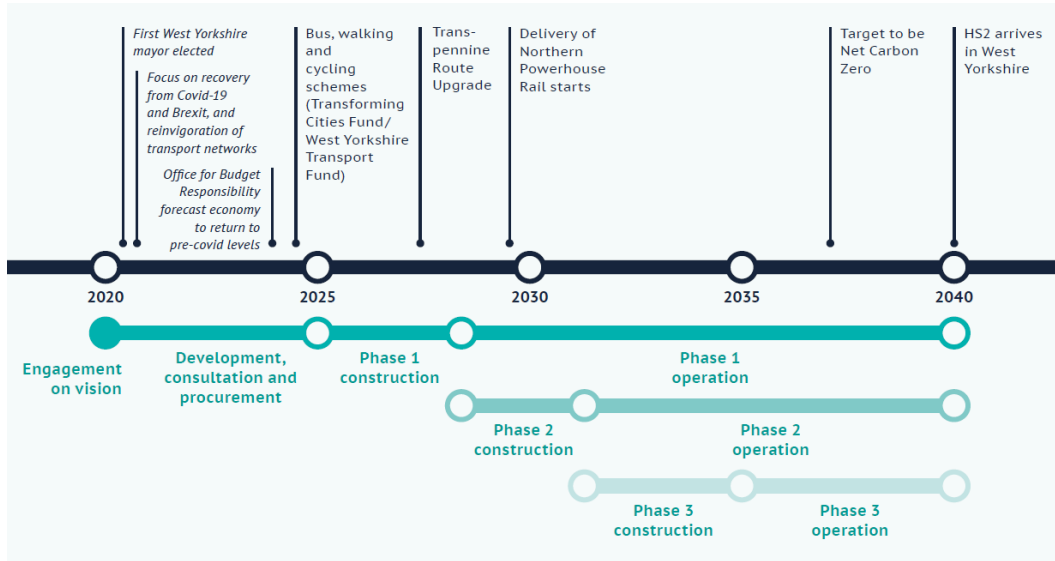 First West Yorkshire
mayor elected
Focus on recovery
from Covid-19
and Brexit, and
reinvigoration of
transport networks
Office for Budget
Responsibility
forecast economy
to return to
pre-covid levels
Bus, walking
and
cycling
schemes
(Transforming
Cities Fund/
West Yorkshire
Transport
Fund)
Trans-
pennine
Route
Upgrade
Delivery of
Northern
Powerhouse
Rail starts
Target to be
Net Carbon
Zero
HS2 arrives
in West
Yorkshire
2020
2025
2030
2035
2040
Engagement
on vision
Development,
consultation and
procurement
Phase 1
construction
Phase 1
operation
Phase 2
construction
Phase 2
operation
Phase 3
construction
Phase 3
operation